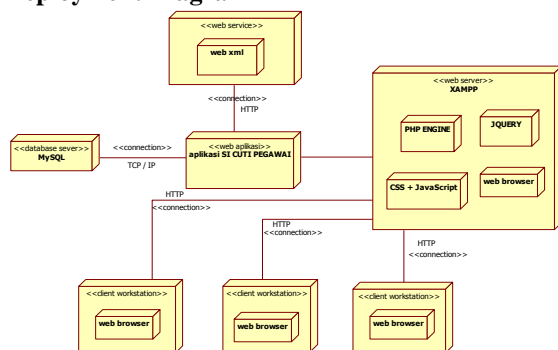 <<web service>>
web xml
<<connection>>
HTTP
<<web server>>
XAMPP
PHP ENGINE
JQUERY
CSS + JavaScript
web browser
<<database sever>>
MySQL
<<connection>>
TCP / IP
<<web aplikasi>>
aplikasi SI CUTI PEGAWAI
HTTP
<<connection>>
HTTP
<<connection>>
HTTP
<<connection>>
<<client workstation>>
web browser
<<client workstation>>
web browser
<<client workstation>>
web browser